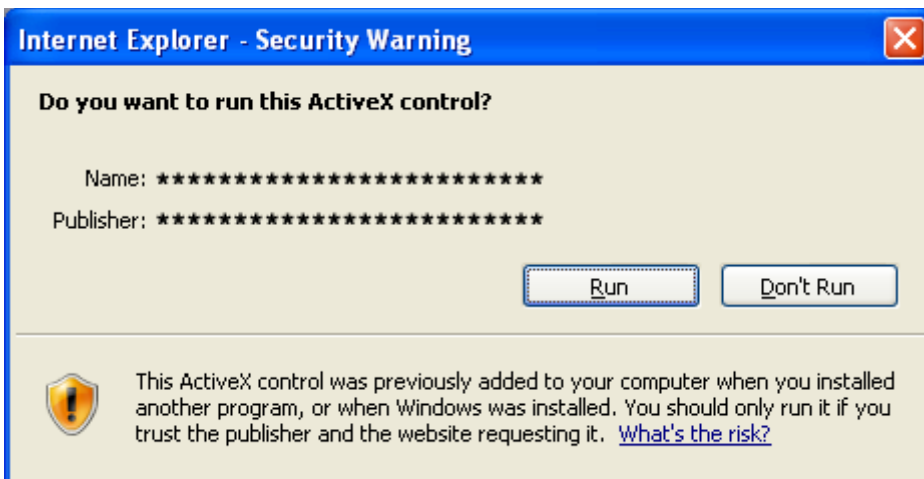 Internet Explorer - Security Warning
Do you want to run this ActiveX control?
Name: *************************
Publisher: *************************
Run Don't Run
This ActiveX control was previously added to your computer when you installed
another program, or when Windows was installed. You should only run it if you
trust the publisher and the website requesting it. What's the risk?